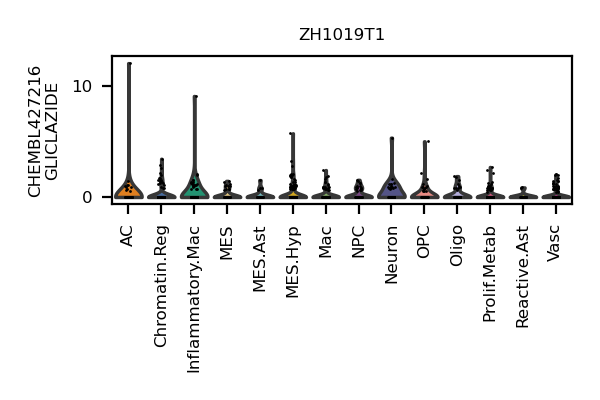 ZH1019T1
CHEMBL427216
GLICLAZIDE
10
0
AC
Chromatin.Reg
Inflammatory.Mac
MES
MES.Ast
MES.Hyp
Mac
NPC
Neuron
OPC
Oligo
Prolif.Metab
Reactive.Ast
Vasc